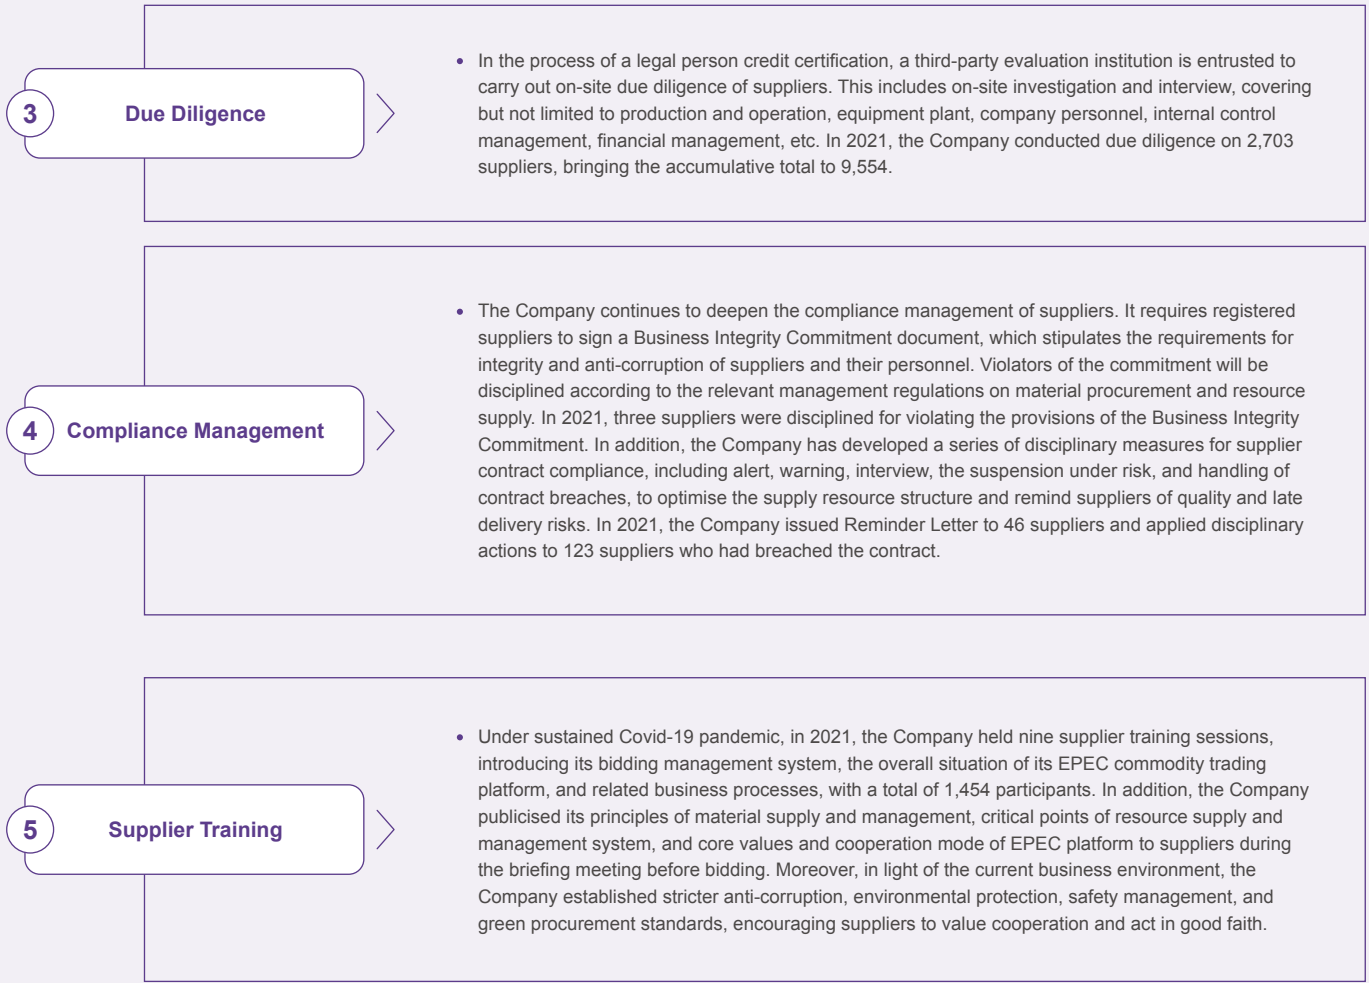 3
Due Diligence
• In the process of a legal person credit certification, a third-party evaluation institution is entrusted to
carry out on-site due diligence of suppliers. This includes on-site investigation and interview, covering
but not limited to production and operation, equipment plant, company personnel, internal control
management, financial management, etc. In 2021, the Company conducted due diligence on 2,703
suppliers, bringing the accumulative total to 9,554.
4
Compliance Management
• The Company continues to deepen the compliance management of suppliers. It requires registered
suppliers to sign a Business Integrity Commitment document, which stipulates the requirements for
integrity and anti-corruption of suppliers and their personnel. Violators of the commitment will be
disciplined according to the relevant management regulations on material procurement and resource
supply. In 2021, three suppliers were disciplined for violating the provisions of the Business Integrity
Commitment. In addition, the Company has developed a series of disciplinary measures for supplier
contract compliance, including alert, warning, interview, the suspension under risk, and handling of
contract breaches, to optimise the supply resource structure and remind suppliers of quality and late
delivery risks. In 2021, the Company issued Reminder Letter to 46 suppliers and applied disciplinary
actions to 123 suppliers who had breached the contract.
5
Supplier Training
• Under sustained Covid-19 pandemic, in 2021, the Company held nine supplier training sessions,
introducing its bidding management system, the overall situation of its EPEC commodity trading
platform, and related business processes, with a total of 1,454 participants. In addition, the Company
publicised its principles of material supply and management, critical points of resource supply and
management system, and core values and cooperation mode of EPEC platform to suppliers during
the briefing meeting before bidding. Moreover, in light of the current business environment, the
Company established stricter anti-corruption, environmental protection, safety management, and
green procurement standards, encouraging suppliers to value cooperation and act in good faith.